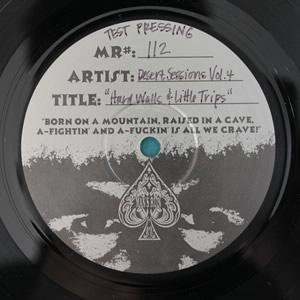 TEST PRESSING
MR#: 112
ARTIST: Desert Sessions Vol. 4
TITLE: "Hard Walls & Little Trips"
"BORN ON A MOUNTAIN, RAISED IN A CAVE,
A-FIGHTIN' AND A-FUCKIN' IS ALL WE CRAVE!"